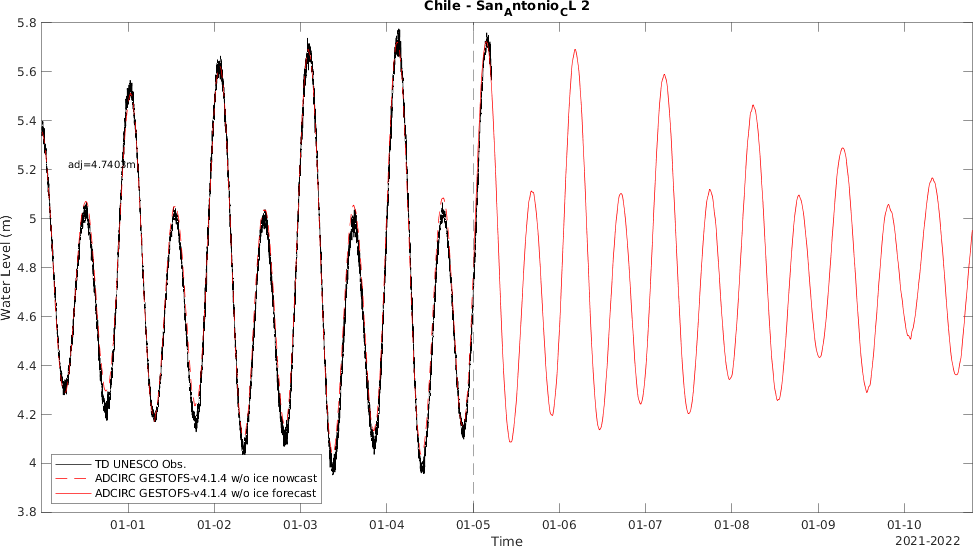 Chile - SanAntonioCL 2
5.8
5.6
5.4
5.2
5
4.8
4.6
4.4
4.2
4
3.8
Water Level (m)
adj=4.7403m
TD UNESCO Obs.
ADCIRC GESTOFS-v4.1.4 w/o ice nowcast
ADCIRC GESTOFS-v4.1.4 w/o ice forecast
01-01 01-02 01-03 01-04 01-05 01-06 01-07 01-08 01-09 01-10
Time
2021-2022